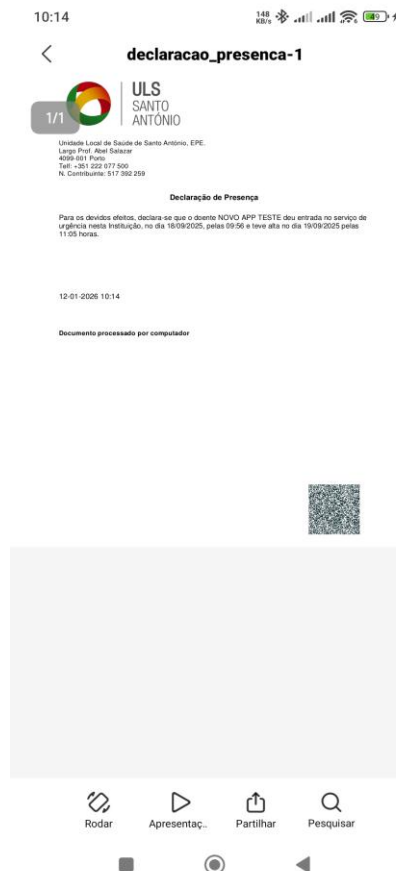 10:14
148
KB/s
49
declaracao_presenca-1
1/1
ULS
SANTO
ANTÓNIO
Unidade Local de Saúde de Santo António, EPE.
Largo Prof. Abel Salazar
4099-001 Porto
Telf: +351 222 077 500
N. Contribuinte: 517 392 259
Declaração de Presença
Para os devidos efeitos, declara-se que o doente NOVO APP TESTE deu entrada no serviço de
urgência nesta Instituição, no dia 18/09/2025, pelas 09:56 e teve alta no dia 19/09/2025 pelas
11:05 horas.
12-01-2026 10:14
Documento processado por computador
Rodar
Apresentaç..
Partilhar
Pesquisar